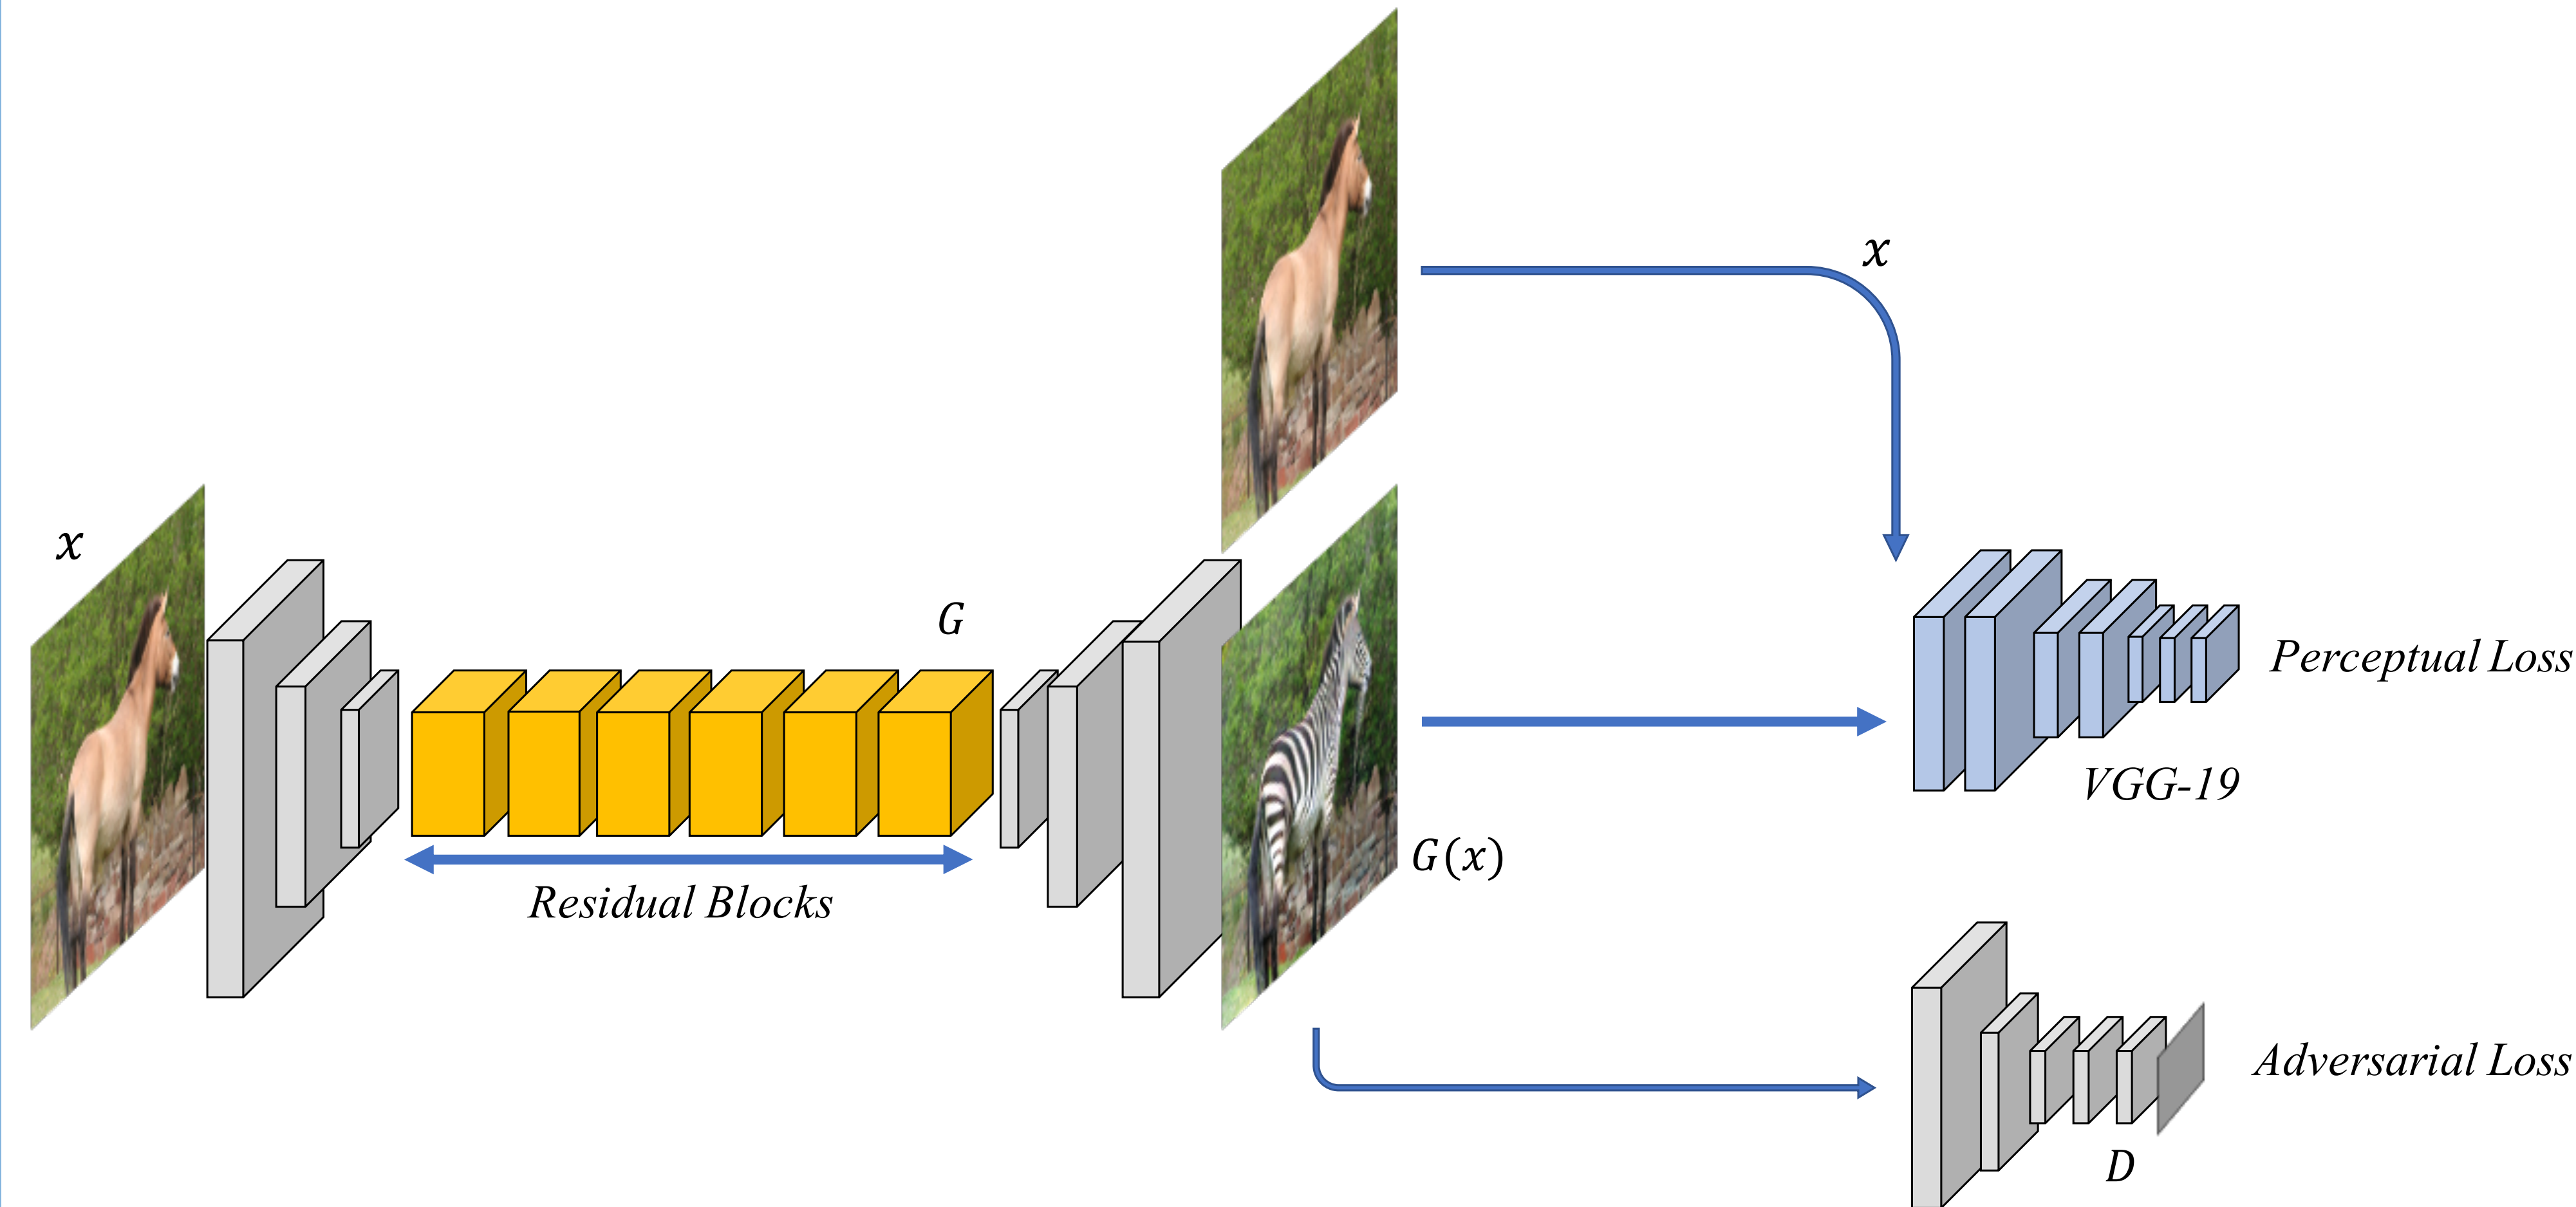 x
x
G
Residual Blocks
G(x)
Perceptual Loss
VGG-19
Adversarial Loss
D